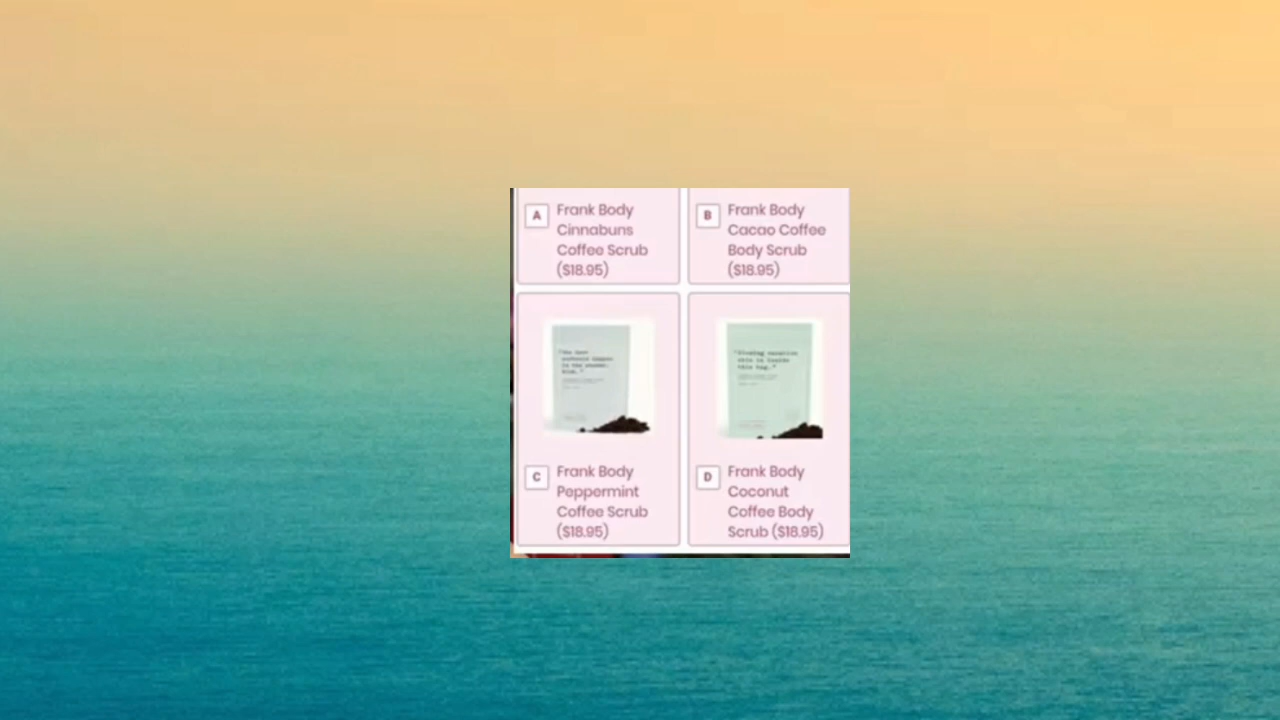 A
Frank Body
Cinnabuns
Coffee Scrub
($18.95)
B
Frank Body
Cacao Coffee
Body Scrub
($18.95)
C
Frank Body
Peppermint
Coffee Scrub
($18.95)
D
Frank Body
Coconut
Coffee Body
Scrub ($18.95)